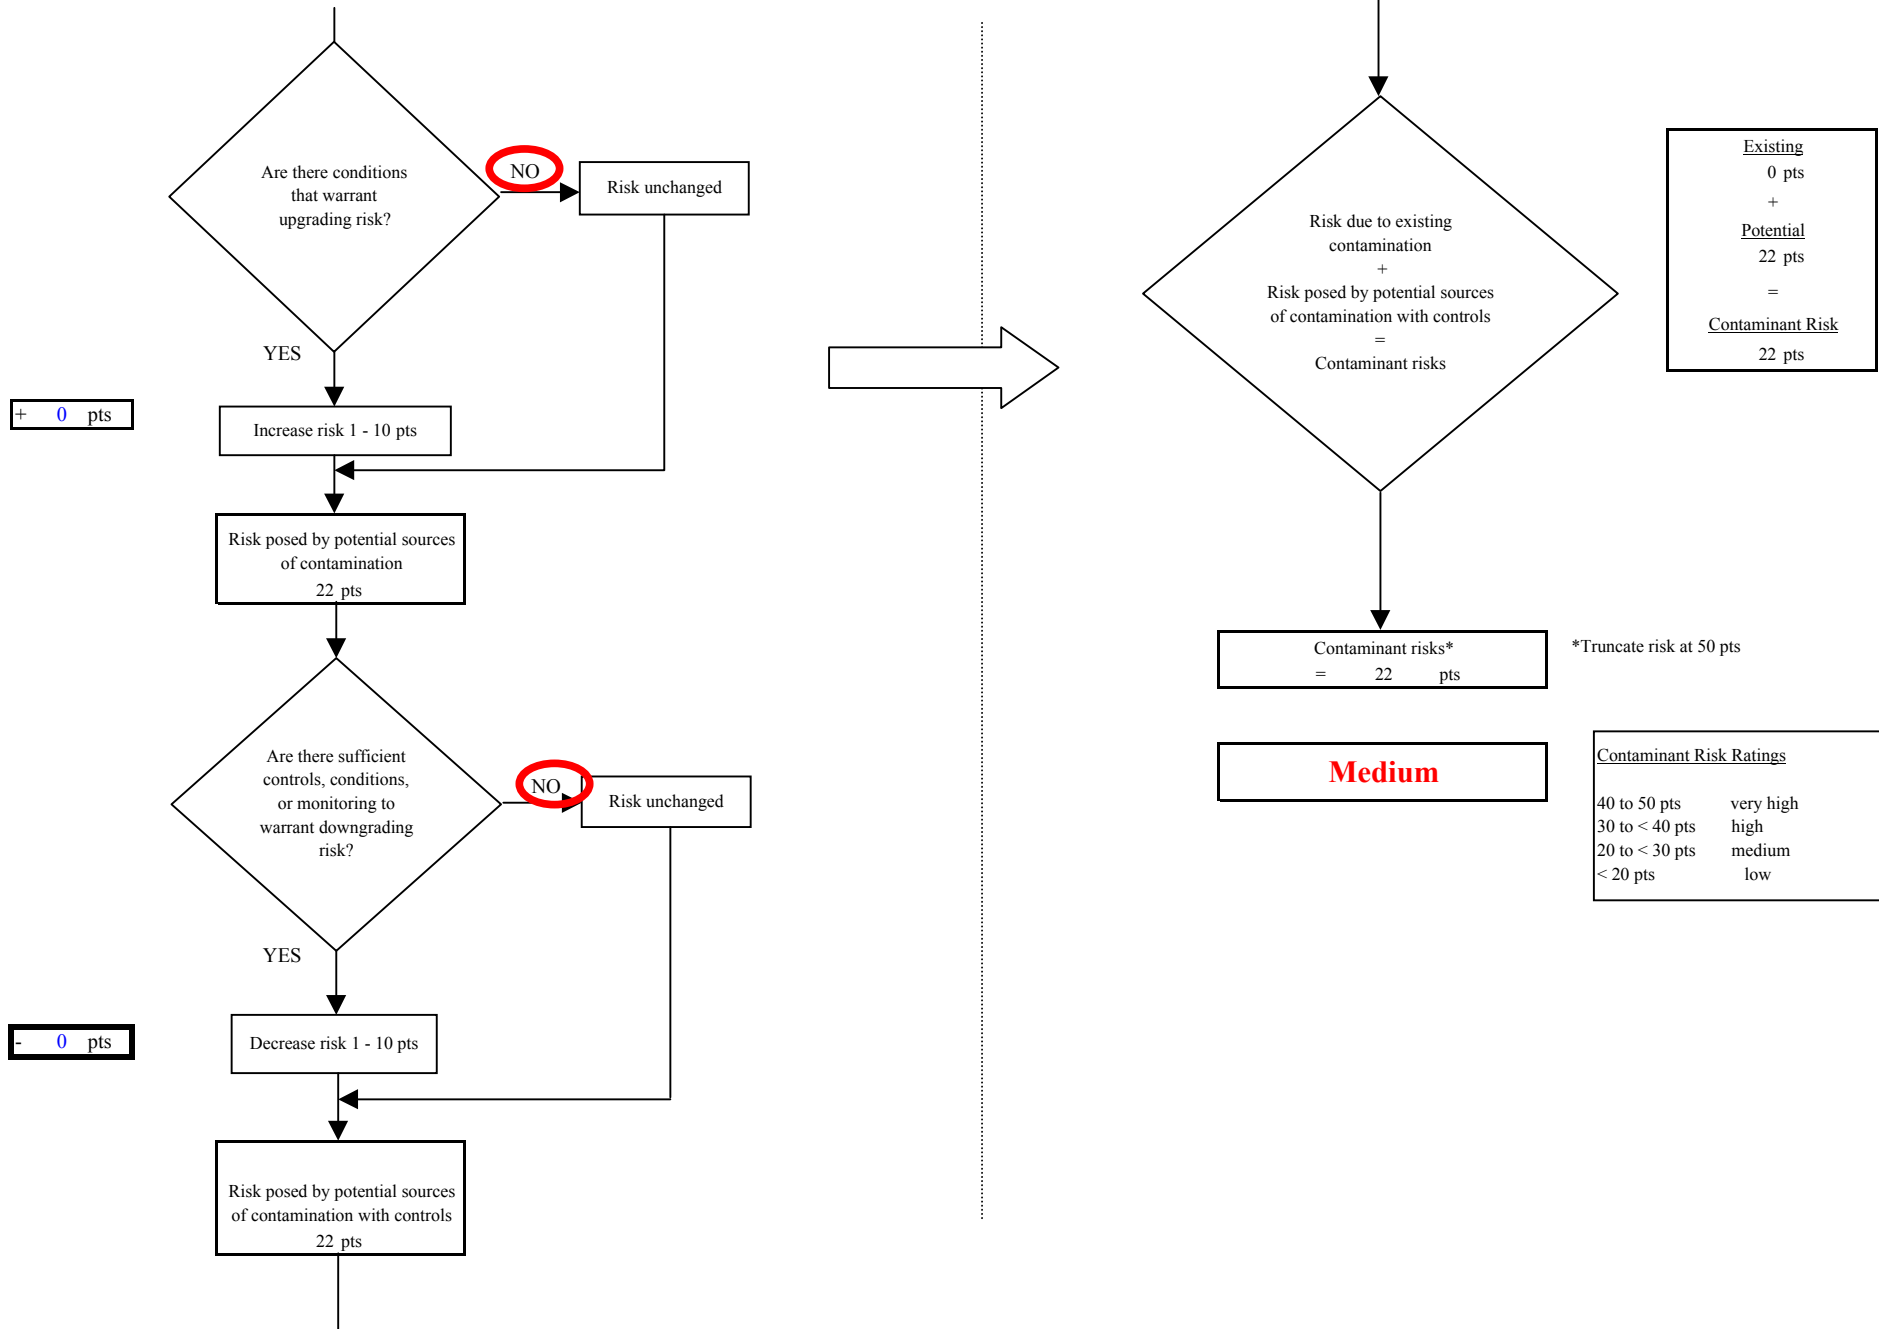 Are there conditions
that warrant
upgrading risk?
NO
Risk unchanged
YES
+ 0 pts
Increase risk 1 - 10 pts
Risk posed by potential sources
of contamination
22 pts
Are there sufficient
controls, conditions,
or monitoring to
warrant downgrading
risk?
NO
Risk unchanged
YES
- 0 pts
Decrease risk 1 - 10 pts
Risk posed by potential sources
of contamination with controls
22 pts
Risk due to existing
contamination
+
Risk posed by potential sources
of contamination with controls
=
Contaminant risks
Existing
0 pts
+
Potential
22 pts
=
Contaminant Risk
22 pts
Contaminant risks*
= 22 pts
*Truncate risk at 50 pts
Medium
Contaminant Risk Ratings
40 to 50 pts very high
30 to < 40 pts high
20 to < 30 pts medium
< 20 pts low